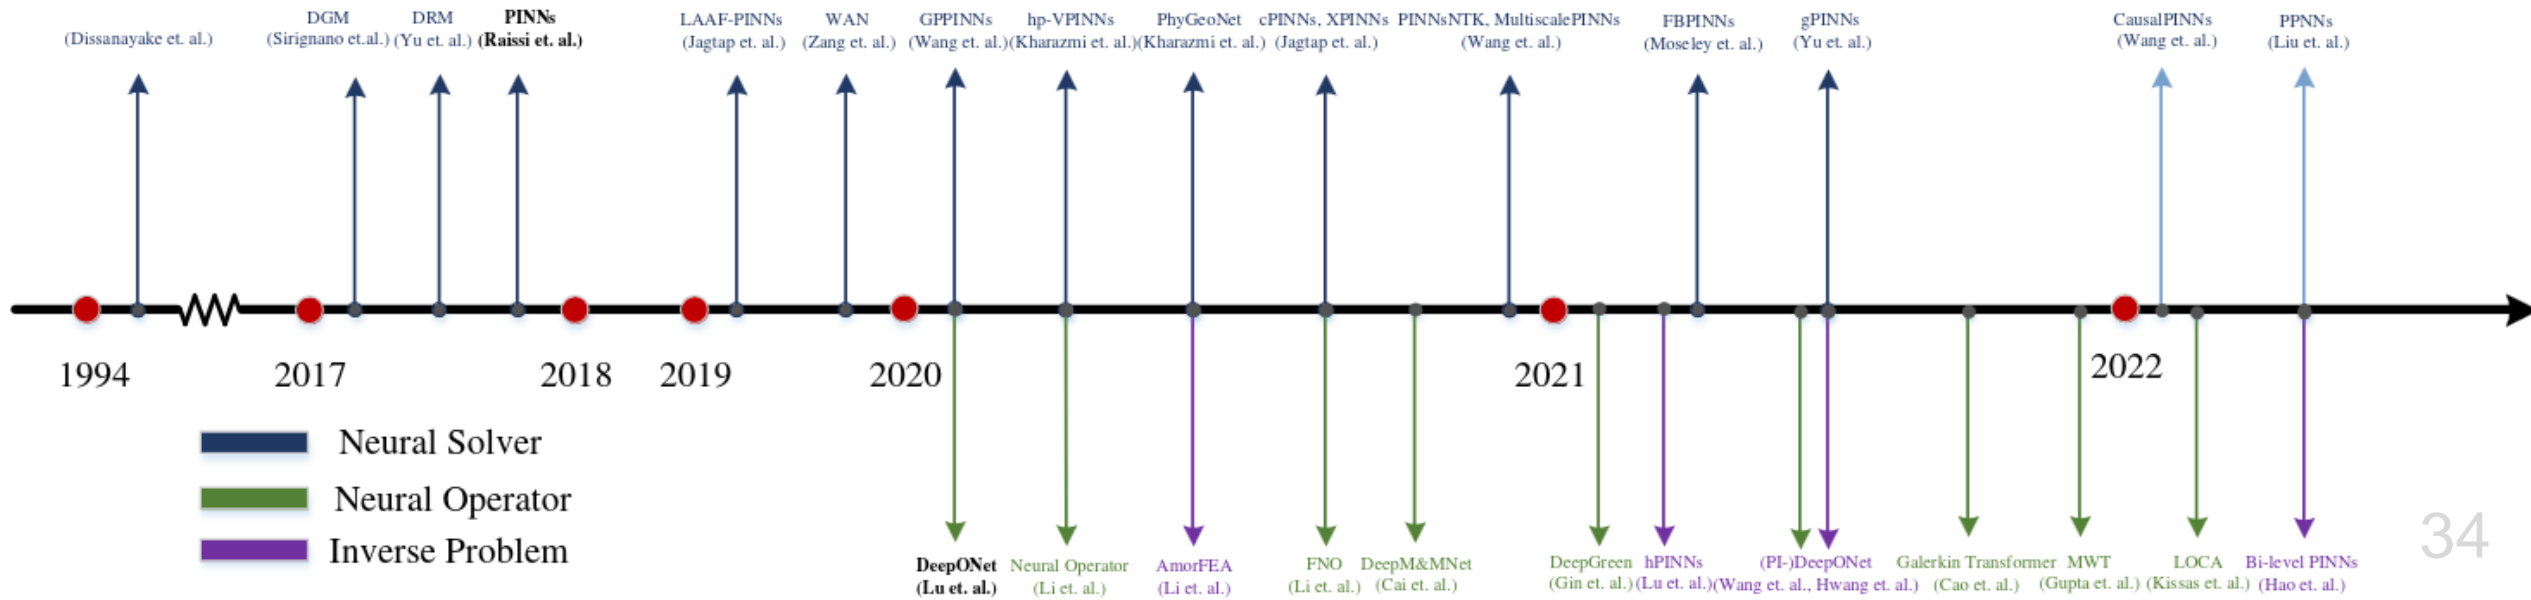 (Dissanayake et. al.)
DGM
(Sirignano et.al.)
DRM
(Yu et. al.)
PINNs
(Raissi et. al.)
LAAF-PINNs
(Jagtap et. al.)
WAN
(Zang et. al.)
GPPINNs
(Wang et. al.)
hp-VPINNs
(Kharazmi et. al.)
PhyGeoNet
(Kharazmi et. al.)
cPINNs, XPINNs
(Jagtap et. al.)
PINNsNTK, MultiscalePINNs
(Wang et. al.)
FBPINNs
(Moseley et. al.)
gPINNs
(Yu et. al.)
CausalPINNs
(Wang et. al.)
PPNNs
(Liu et. al.)
1994
2017
2018
2019
2020
2021
2022
Neural Solver
Neural Operator
Inverse Problem
DeepONet
(Lu et. al.)
Neural Operator
(Li et. al.)
AmorFEA
(Li et. al.)
FNO
(Li et. al.)
DeepM&MNet
(Cai et. al.)
DeepGreen
(Gin et. al.)
hPINNs
(Lu et. al.)
(PI-)DeepONet
(Wang et. al., Hwang et. al.)
Galerkin Transformer
(Cao et. al.)
MWT
(Gupta et. al.)
LOCA
(Kissas et. al.)
Bi-level PINNs
(Hao et. al.)
34